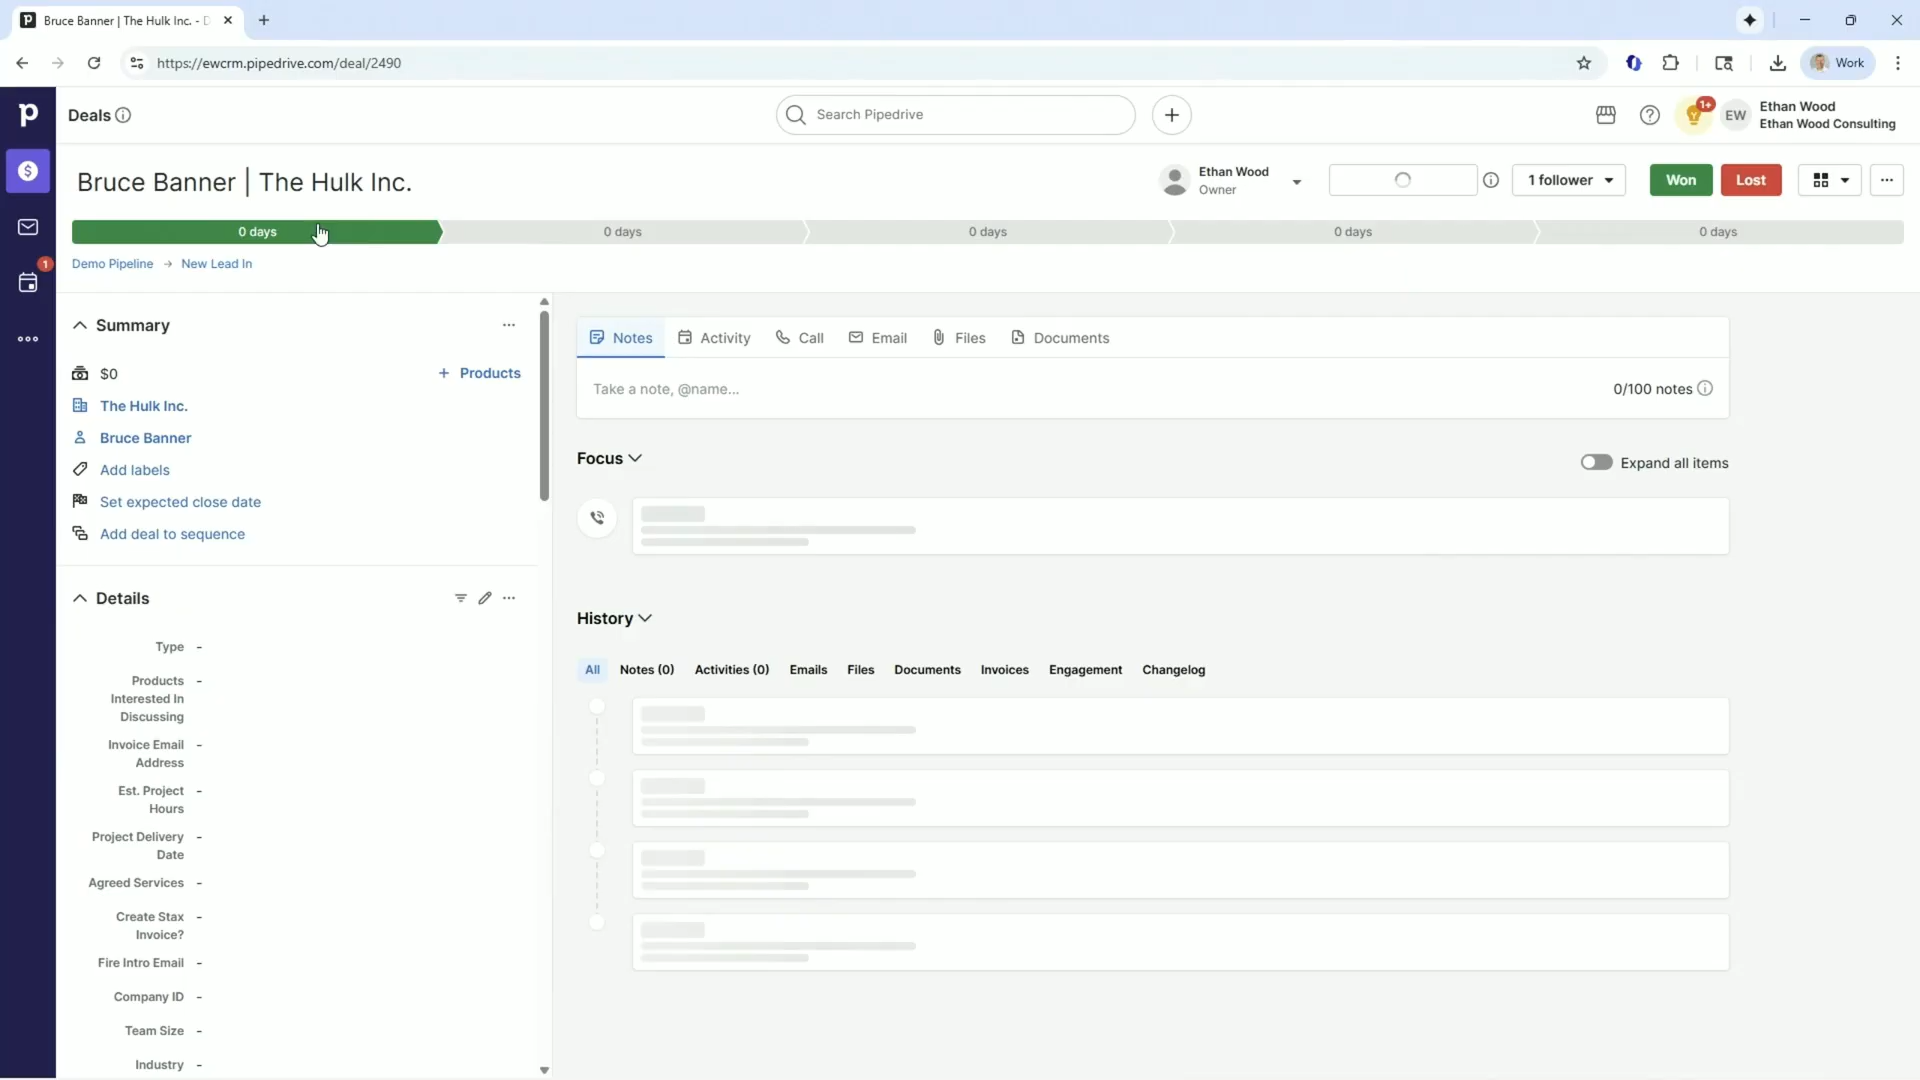 Bruce Banner | The Hulk Inc. - D
https://ewcrm.pipedrive.com/deal/2490
Work
Deals
Search Pipedrive
1+
EW
Ethan Wood
Ethan Wood Consulting
Bruce Banner | The Hulk Inc.
Ethan Wood
Owner
1 follower
Won
Lost
0 days
0 days
0 days
0 days
0 days
Demo Pipeline → New Lead In
1
Summary
$0
+ Products
The Hulk Inc.
Bruce Banner
Add labels
Set expected close date
Add deal to sequence
Details
Type -
Products Interested In Discussing -
Invoice Email Address -
Est. Project Hours -
Project Delivery Date -
Agreed Services -
Create Stax Invoice? -
Fire Intro Email -
Company ID -
Team Size -
Industry -
Notes
Activity
Call
Email
Files
Documents
Take a note, @name...
0/100 notes
Focus
Expand all items
History
All
Notes (0)
Activities (0)
Emails
Files
Documents
Invoices
Engagement
Changelog